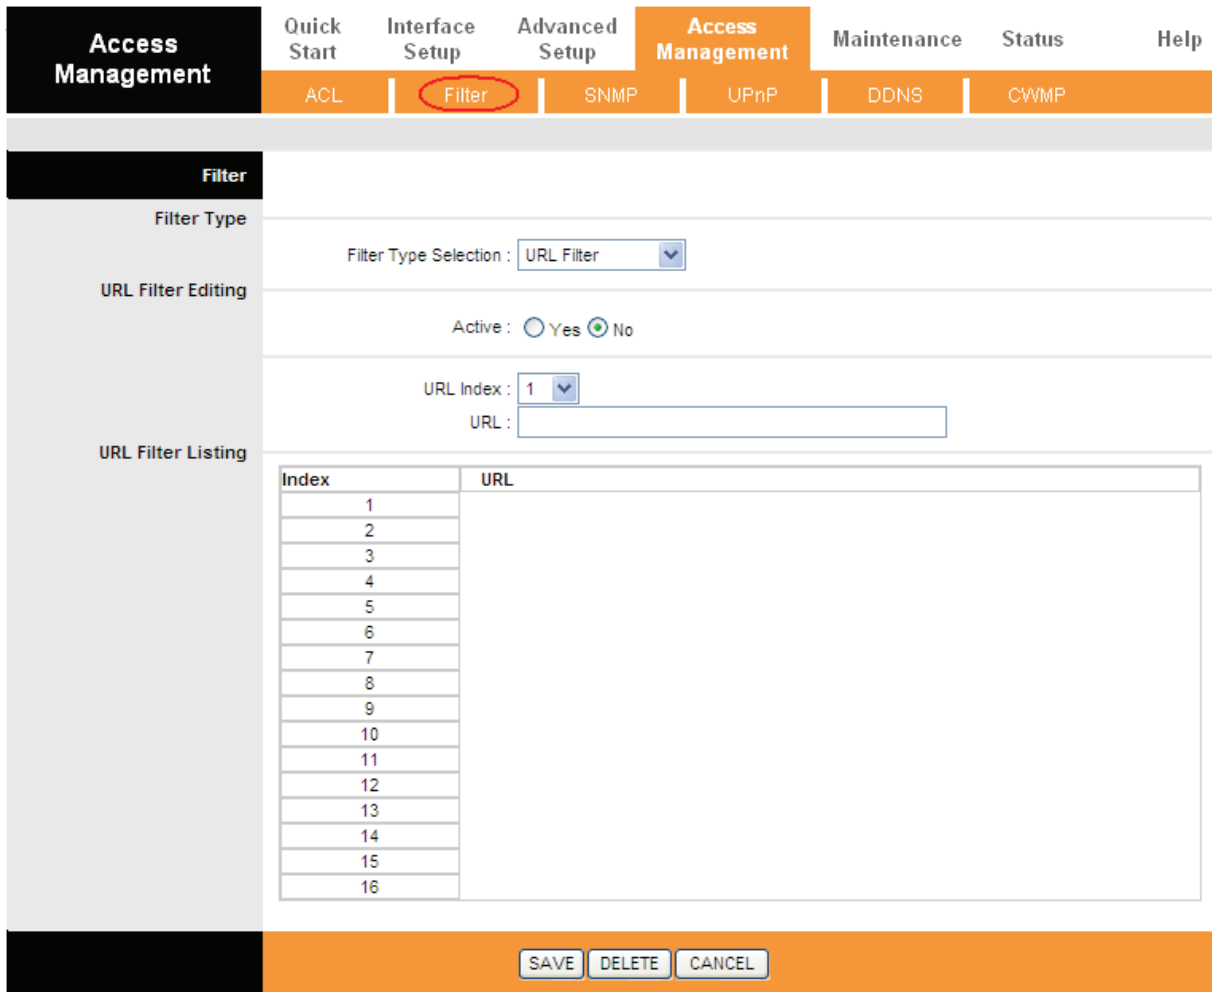 Access Management
Quick Start
Interface Setup
Advanced Setup
Access Management
Maintenance
Status
Help
ACL
Filter
SNMP
UPnP
DDNS
CWMP
Filter
Filter Type
Filter Type Selection : URL Filter
URL Filter Editing
Active : Yes No
URL Index : 1
URL :
URL Filter Listing
Index URL
1
2
3
4
5
6
7
8
9
10
11
12
13
14
15
16
SAVE DELETE CANCEL